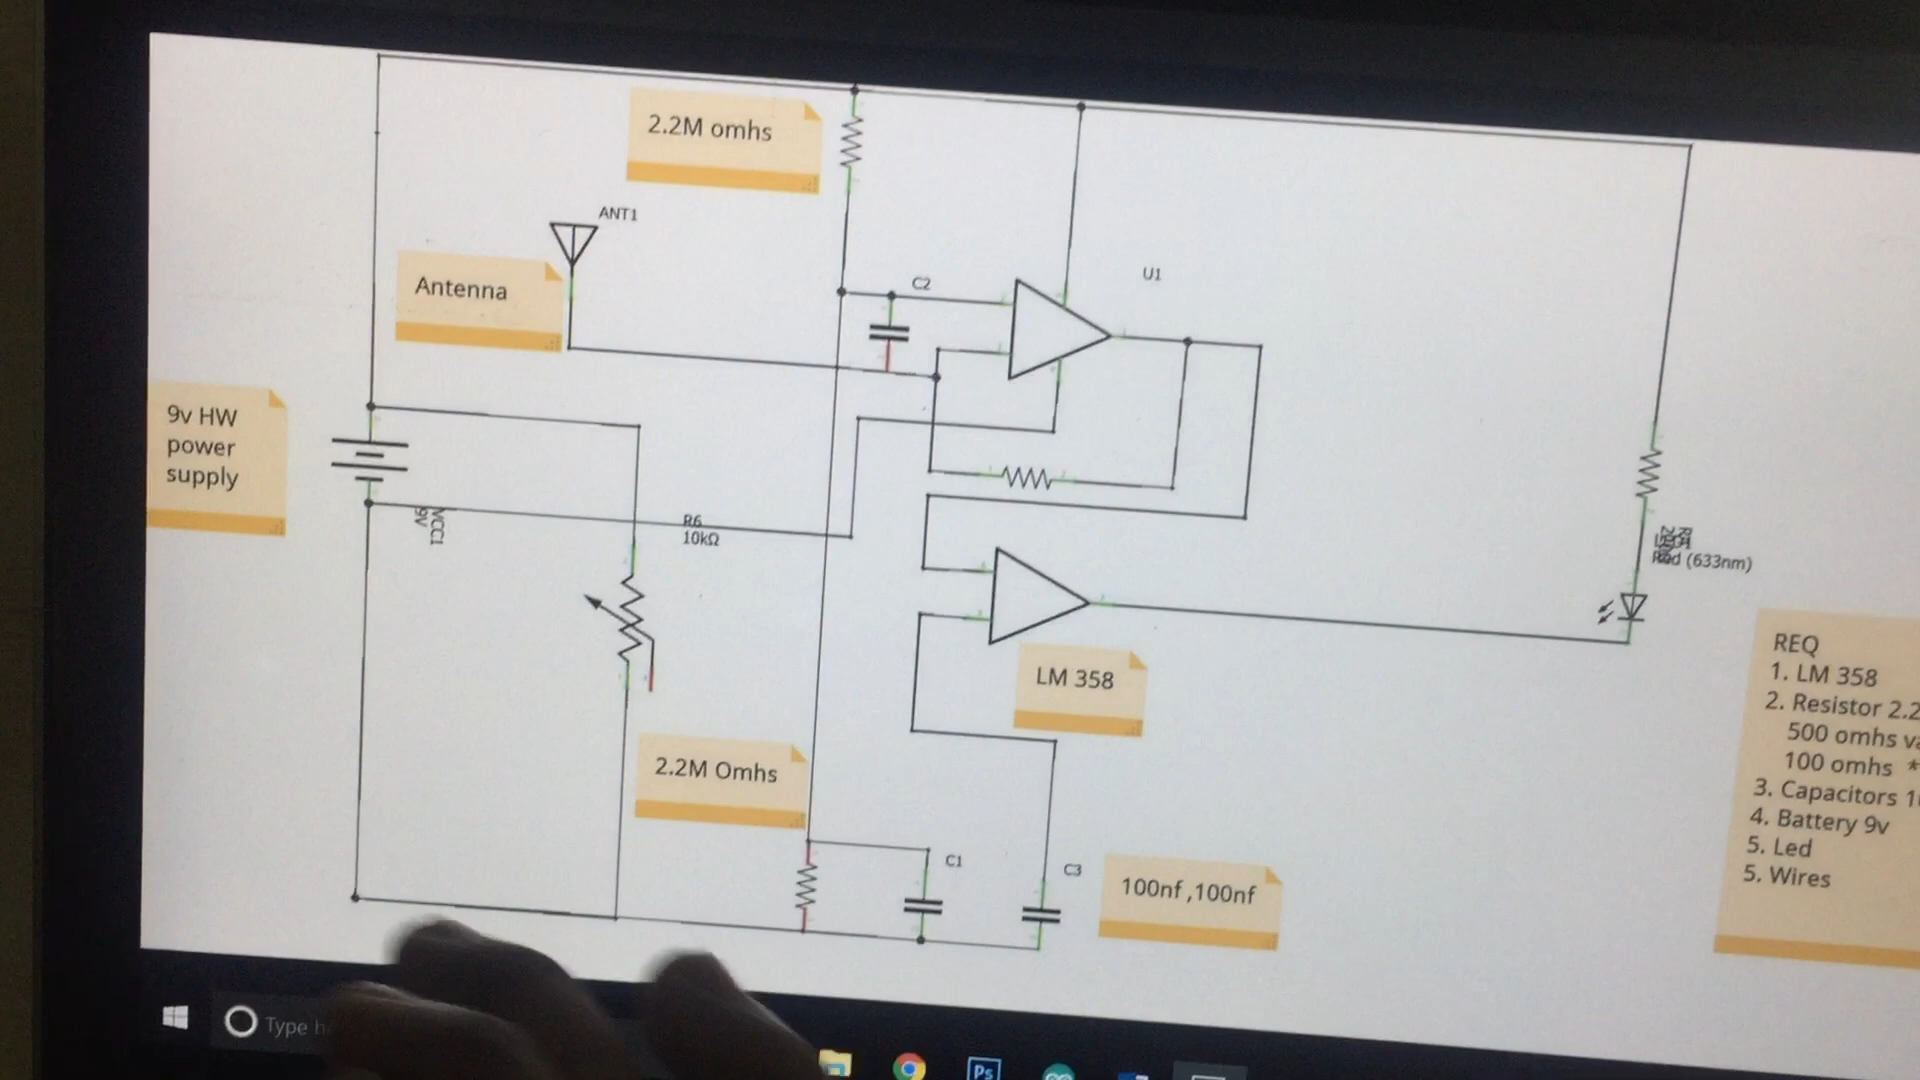 2.2M omhs
ANT1
Antenna
C2
U1
9v HW
power
supply
VCC1
9V
R6
10kΩ
(633nm)
LM 358
2.2M Omhs
C1
C3
100nf ,100nf
REQ
1. LM 358
2. Resistor 2.2
500 omhs
100 omhs *
3. Capacitors
4. Battery 9v
5. Led
5. Wires
Type
Ps